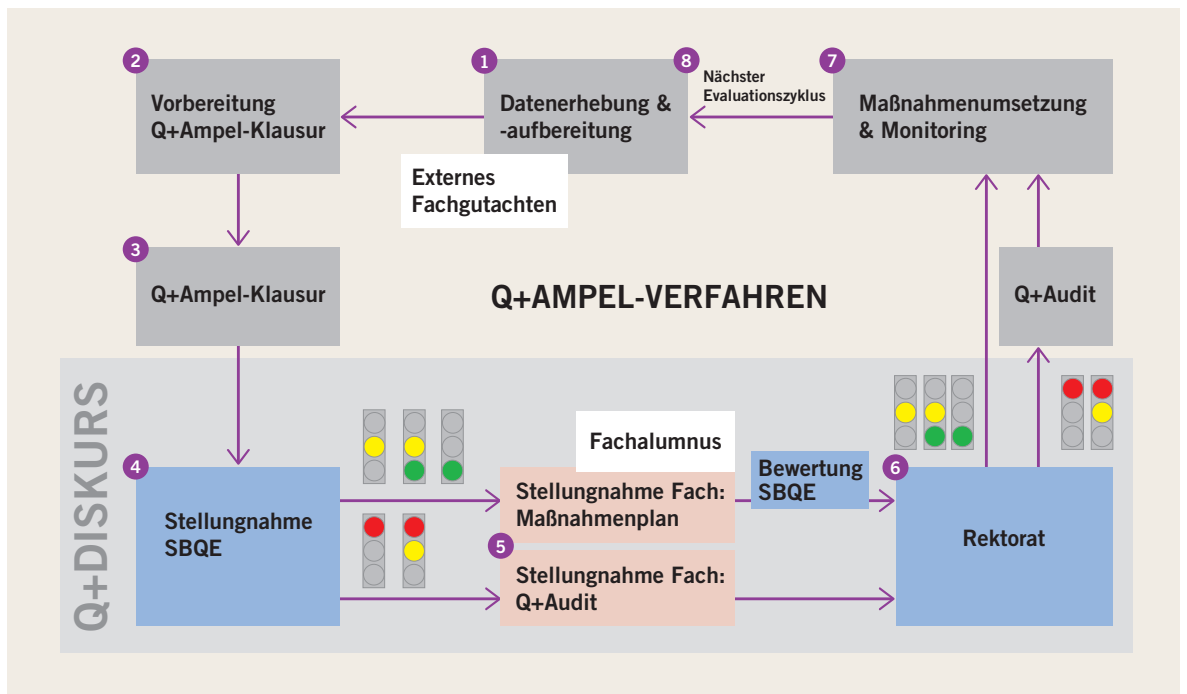 2
Vorbereitung
Q+Ampel-Klausur
1
Datenerhebung &
-aufbereitung
Externes
Fachgutachten
8
Nächster
Evaluationszyklus
7
Maßnahmenumsetzung
& Monitoring
3
Q+Ampel-Klausur
Q+AMPEL-VERFAHREN
Q+Audit
Q+DISKURS
4
Stellungnahme
SBQE
Fachalumnus
Stellungnahme Fach:
Maßnahmenplan
5
Stellungnahme Fach:
Q+Audit
Bewertung
SBQE
6
Rektorat